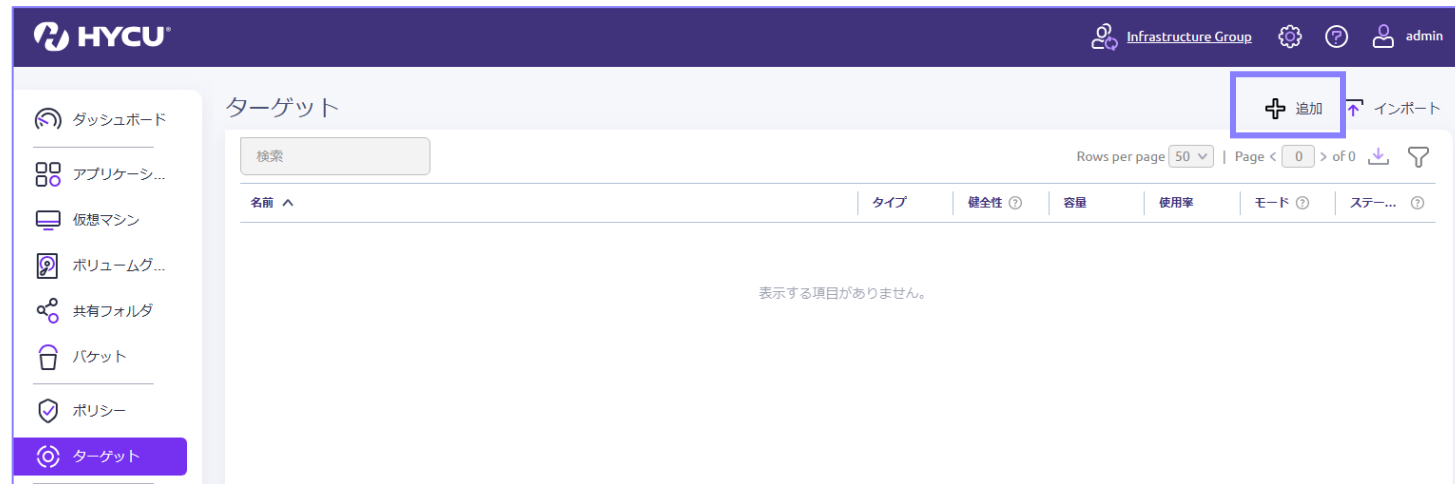 HYCU®
Infrastructure Group
admin
ダッシュボード
アプリケーシ...
仮想マシン
ボリュームグ...
共有フォルダ
バケット
ポリシー
ターゲット
ターゲット
追加 インポート
検索
Rows per page 50 | Page < 0 > of 0
名前 タイプ 健全性 ? 容量 使用率 モード ? ステー... ?
表示する項目がありません。